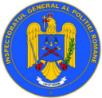 INSPECTORATUL GENERAL AL POLIȚIEI ROMÂNE